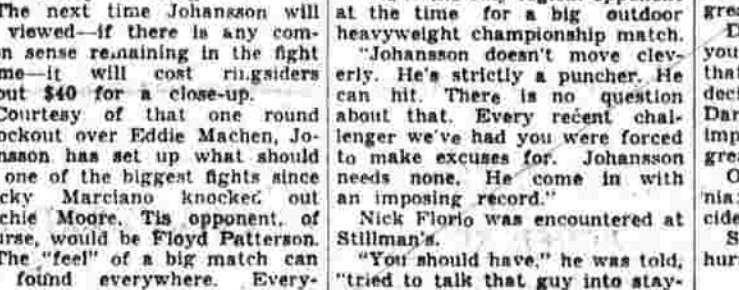 The next time Johansson will
viewed—if there is any com-
n sense remaining in the fight
me—it will cost ringsiders
out $40 for a close-up.
Courtesy of that one round
ockout over Eddie Machen, Jo-
nsson has set up what should
one of the biggest fights since
cky Marciano knocked out
chie Moore. Tis opponent, of
urse, would be Floyd Patterson.
The "feel" of a big match can
found everywhere. Every-
at the time for a big outdoor
heavyweight championship match.
"Johansson doesn't move clev-
erly. He's strictly a puncher. He
can hit. There is no question
about that. Every recent chal-
lenger we've had you were forced
to make excuses for. Johansson
needs none. He come in with
an imposing record."
Nick Florio was encountered at
Stillman's.
"You should have," he was told,
"tried to talk that guy into stay-
grea
D
you
that
deci
Dar
imp
grea
O
nia
cide
S
hur